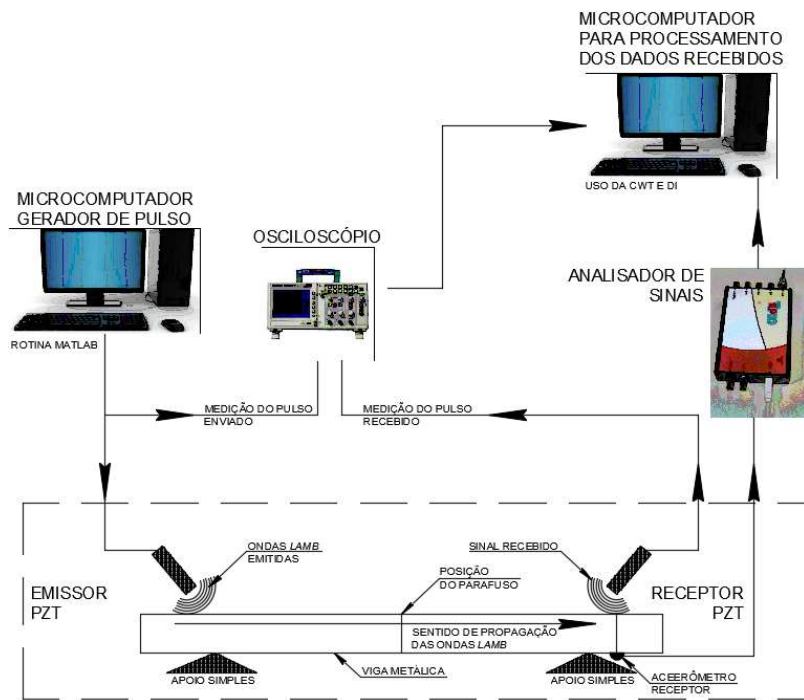 MICROCOMPUTADOR
PARA PROCESSAMENTO
DOS DADOS RECEBIDOS
USO DA CWT E DI
MICROCOMPUTADOR
GERADOR DE PULSO
ROTINA MATLAB
OSCILOSCÓPIO
ANALISADOR DE
SINAIS
MEDIÇÃO DO PULSO
ENVIADO
MEDIÇÃO DO PULSO
RECEBIDO
ONDAS LAMB
EMITIDAS
SINAL RECEBIDO
EMISSOR
PZT
POSIÇÃO
DO PARAFUSO
RECEPTOR
PZT
SENTIDO DE PROPAGAÇÃO
DAS ONDAS LAMB
APOIO SIMPLES
VIGA METÁLICA
APOIO SIMPLES
ACEERÔMETRO
RECEPTOR